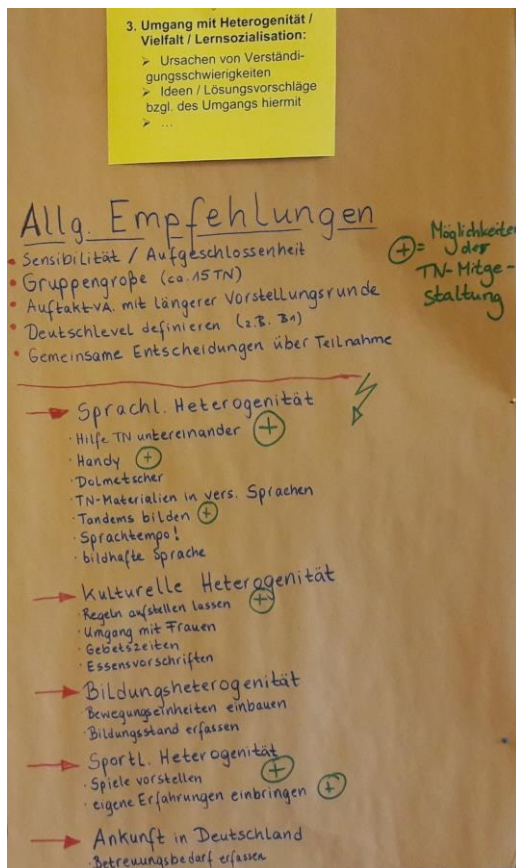 3. Umgang mit Heterogenität /
Vielfalt / Lernsozialisation:
➢ Ursachen von Verständi-
gungsschwierigkeiten
➢ Ideen / Lösungsvorschläge
bzgl. des Umgangs hiermit
➢ ...
Allg. Empfehlungen
• Sensibilität / Aufgeschlossenheit
• Gruppengröße (ca. 15 TN)
• Auftakt-VA. mit längerer Vorstellungsrunde
• Deutschlevel definieren (z.B. B1)
• Gemeinsame Entscheidungen über Teilnahme
⊕ = Möglichkeiten
der
TN-Mitge-
staltung
→ Sprachl. Heterogenität
· Hilfe TN untereinander ⊕
· Handy ⊕
· Dolmetscher
· TN-Materialien in vers. Sprachen
· Tandems bilden ⊕
· Sprachtempo!
· bildhafte Sprache
→ Kulturelle Heterogenität
· Regeln aufstellen lassen ⊕
· Umgang mit Frauen
· Gebetszeiten
· Essensvorschriften
→ Bildungsheterogenität
· Bewegungseinheiten einbauen
· Bildungsstand erfassen
→ Sportl. Heterogenität
· Spiele vorstellen ⊕
· eigene Erfahrungen einbringen ⊕
→ Ankunft in Deutschland
· Betreuungsbedarf erfassen